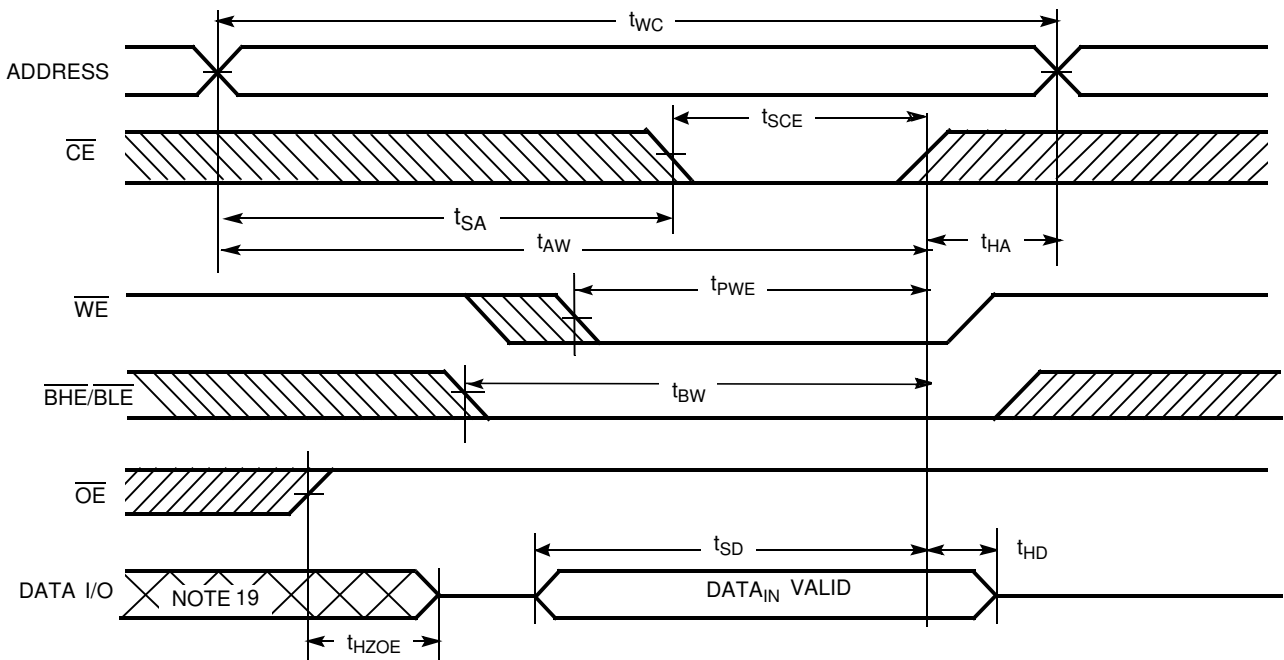 tWC
ADDRESS
tSCE
CE
tSA
tAW
tHA
tPWE
WE
BHE/BLE
tBW
OE
tSD
tHD
DATA I/O
NOTE 19
DATAIN VALID
tHZOE